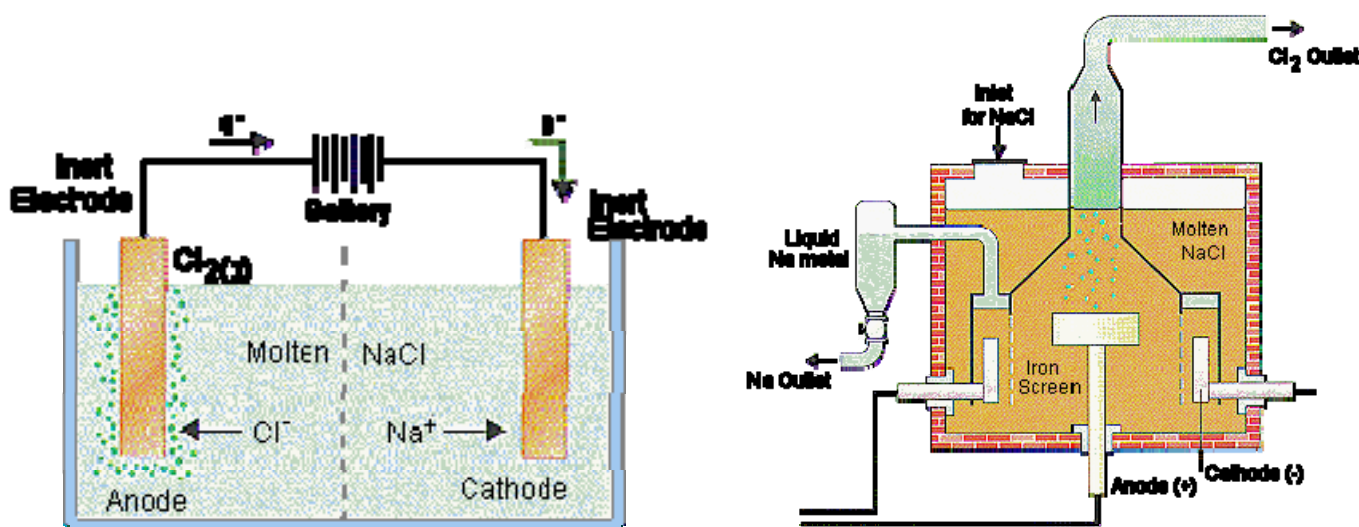 e⁻
e⁻
Inert
Electrode
Battery
Inert
Electrode
Cl₂(g)
Molten
NaCl
Cl⁻
Na⁺
Anode
Cathode
Cl₂ Outlet
Inlet
for NaCl
Liquid
Na metal
Molten
NaCl
Na Outlet
Iron
Screen
Anode (+)
Cathode (-)